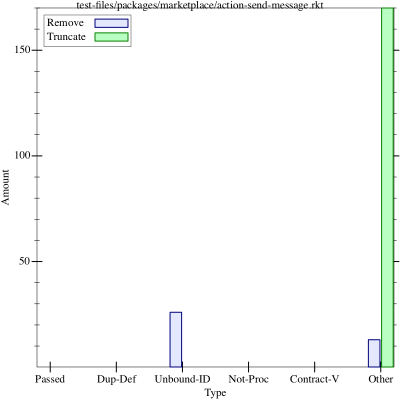 test-files/packages/marketplace/action-send-message.rkt
Remove
Truncate
150
100
50
Amount
Passed Dup-Def Unbound-ID Not-Proc Contract-V Other
Type